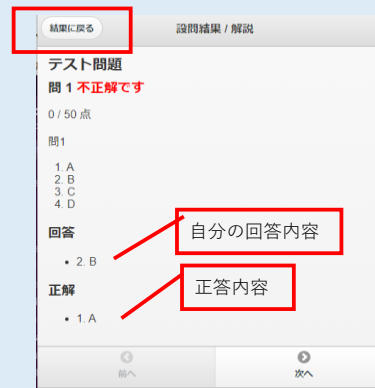 結果に戻る
設問結果 / 解説
テスト問題
問 1 不正解です
0 / 50 点
問1
1. A
2. B
3. C
4. D
回答
自分の回答内容
• 2. B
正解
正答内容
• 1. A
前へ
次へ